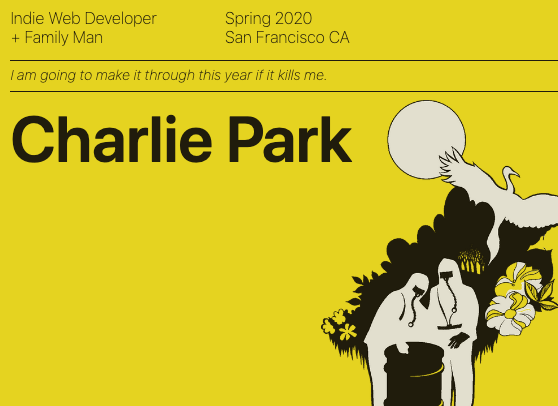 Indie Web Developer
+ Family Man
Spring 2020
San Francisco CA
I am going to make it through this year if it kills me.
Charlie Park